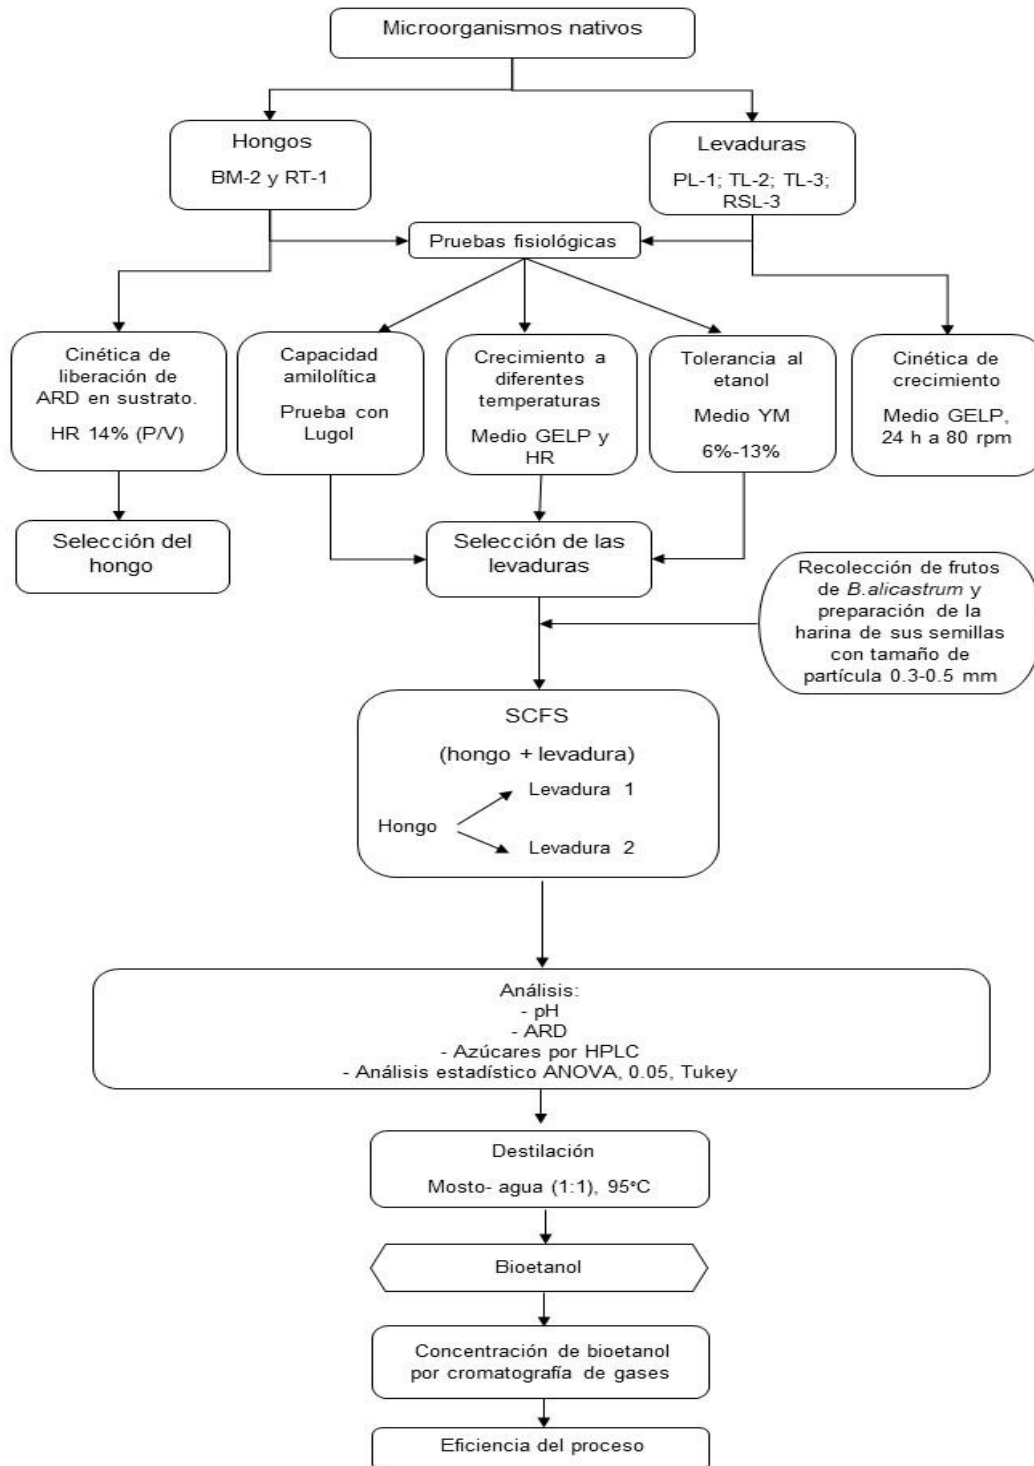 Microorganismos nativos
Hongos
BM-2 y RT-1
Levaduras
PL-1; TL-2; TL-3;
RSL-3
Pruebas fisiológicas
Cinética de
liberación de
ARD en sustrato.
HR 14% (P/V)
Capacidad
amilolítica
Prueba con
Lugol
Crecimiento a
diferentes
temperaturas
Medio GELP y
HR
Tolerancia al
etanol
Medio YM
6%-13%
Cinética de
crecimiento
Medio GELP,
24 h a 80 rpm
Selección del
hongo
Selección de las
levaduras
Recolección de frutos
de B.alicastrum y
preparación de la
harina de sus semillas
con tamaño de
partícula 0.3-0.5 mm
SCFS
(hongo + levadura)
Levadura 1
Hongo
Levadura 2
Análisis:
- pH
- ARD
- Azúcares por HPLC
- Análisis estadístico ANOVA, 0.05, Tukey
Destilación
Mosto- agua (1:1), 95°C
Bioetanol
Concentración de bioetanol
por cromatografía de gases
Eficiencia del proceso